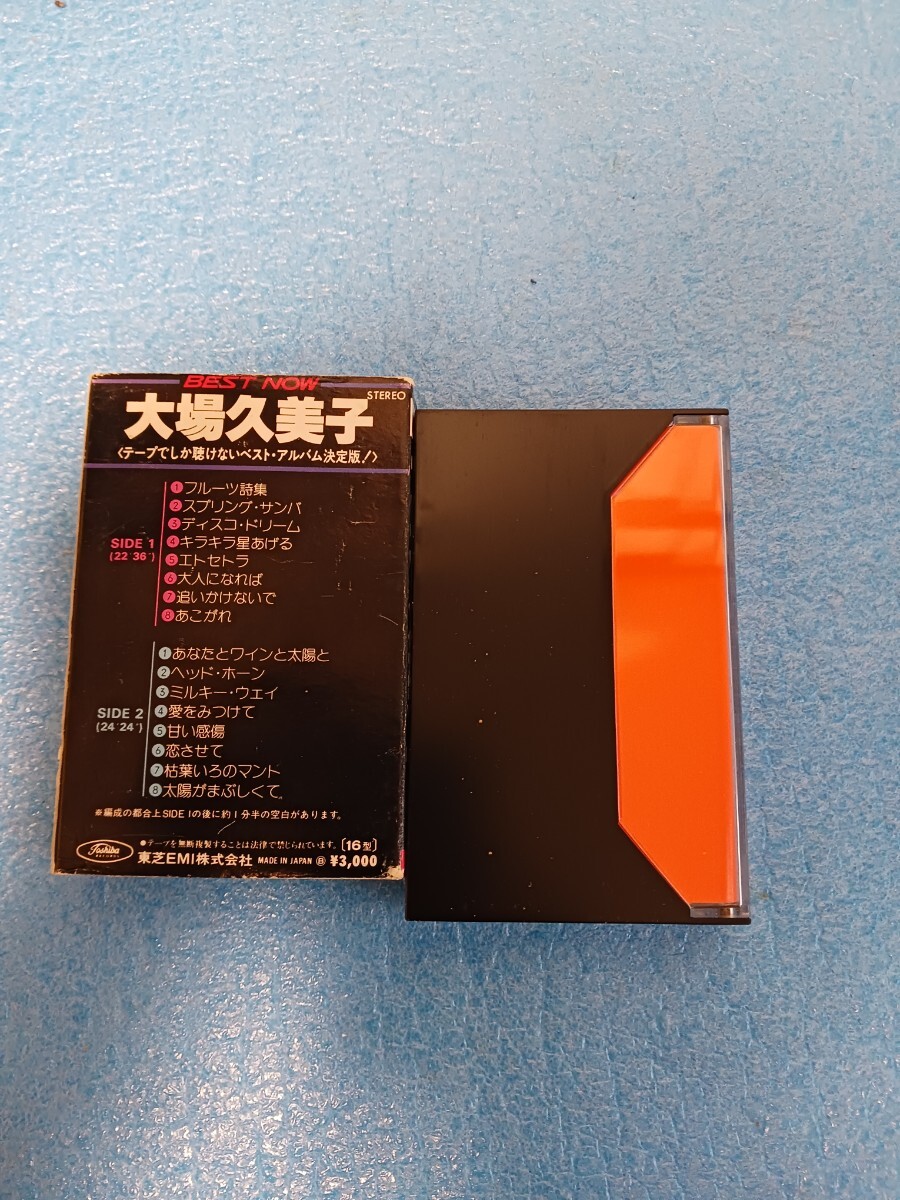 BEST NOW
STEREO
大場久美子
〈テープでしか聴けないベスト・アルバム決定版!〉
SIDE 1
(22'36")
①フルーツ詩集
②スプリング・サンバ
③ディスコ・ドリーム
④キラキラ星あげる
⑤エトセトラ
⑥大人になれば
⑦追いかけないで
⑧あこがれ
SIDE 2
(24'24")
①あなたとワインと太陽と
②ヘッド・ホーン
③ミルキー・ウェイ
④愛をみつけて
⑤甘い感傷
⑥恋させて
⑦枯葉いろのマント
⑧太陽がまぶしくて
※編成の都合上SIDE 1の後に約1分半の空白があります。
●テープを無断複製することは法律で禁じられています。〔16型〕
Toshiba
東芝EMI株式会社 MADE IN JAPAN Ⓑ ¥3,000